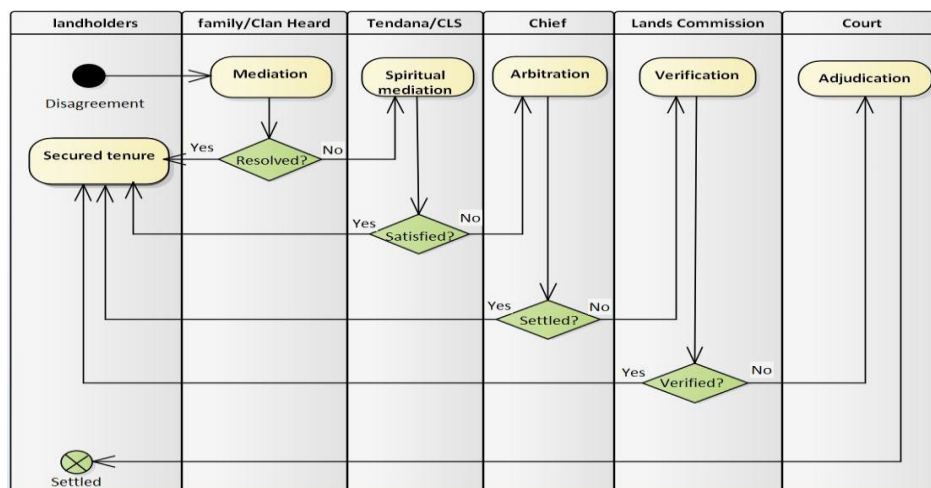 landholders
family/Clan Heard
Tendana/CLS
Chief
Lands Commission
Court
Mediation
Spiritual
mediation
Arbitration
Verification
Adjudication
Disagreement
Secured tenure
Yes
Resolved?
No
Yes
Satisfied?
No
Yes
Settled?
No
Yes
Verified?
No
Settled